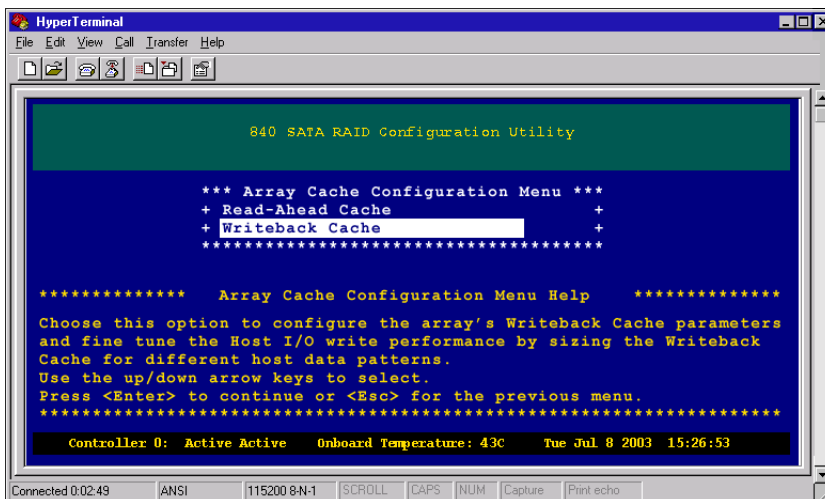 HyperTerminal
File Edit View Call Transfer Help
840 SATA RAID Configuration Utility
*** Array Cache Configuration Menu ***
+ Read-Ahead Cache +
+ Writeback Cache +
**************************************
************** Array Cache Configuration Menu Help **************
Choose this option to configure the array's Writeback Cache parameters
and fine tune the Host I/O write performance by sizing the Writeback
Cache for different host data patterns.
Use the up/down arrow keys to select.
Press <Enter> to continue or <Esc> for the previous menu.
**********************************************************************
Controller 0: Active Active Onboard Temperature: 43C Tue Jul 8 2003 15:26:53
Connected 0:02:49 ANSI 115200 8-N-1 SCROLL CAPS NUM Capture Print echo